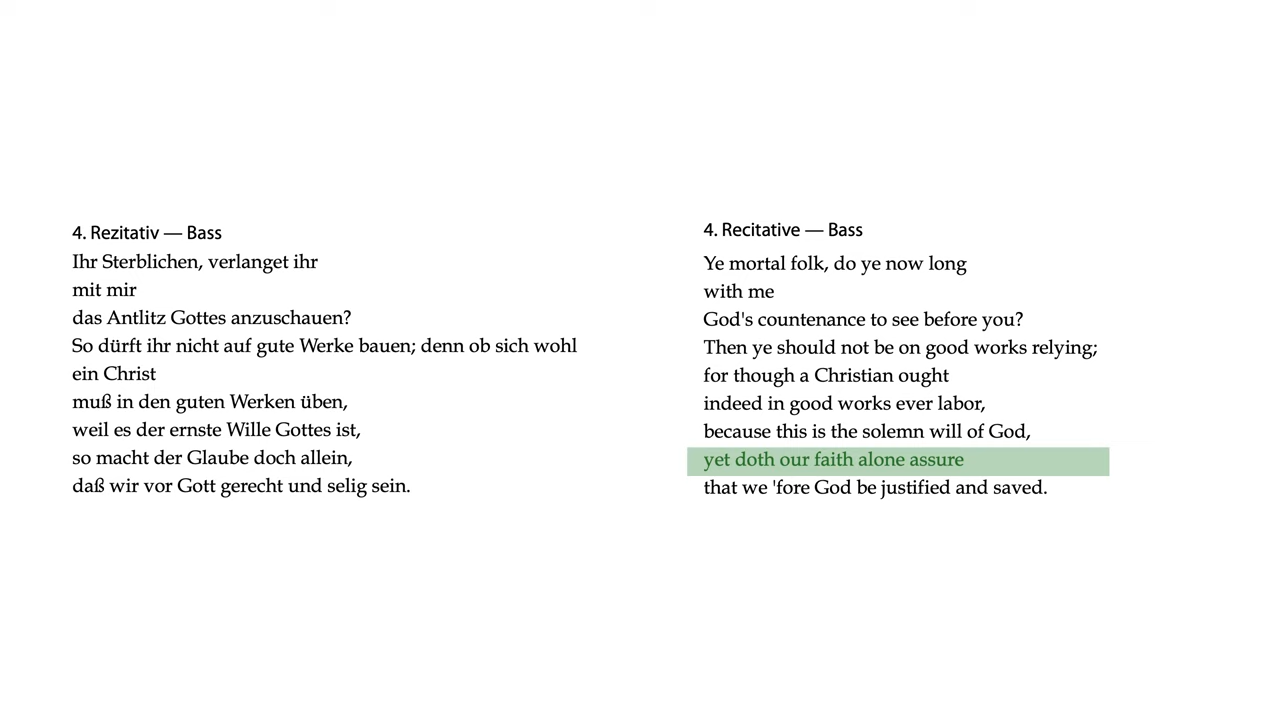 4. Rezitativ — Bass
Ihr Sterblichen, verlanget ihr
mit mir
das Antlitz Gottes anzuschauen?
So dürft ihr nicht auf gute Werke bauen; denn ob sich wohl
ein Christ
muß in den guten Werken üben,
weil es der ernste Wille Gottes ist,
so macht der Glaube doch allein,
daß wir vor Gott gerecht und selig sein.
4. Recitative — Bass
Ye mortal folk, do ye now long
with me
God's countenance to see before you?
Then ye should not be on good works relying;
for though a Christian ought
indeed in good works ever labor,
because this is the solemn will of God,
yet doth our faith alone assure
that we 'fore God be justified and saved.